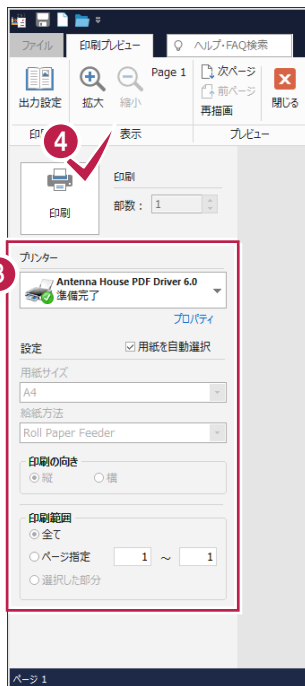 ファイル 印刷プレビュー ヘルプ・FAQ検索
出力設定 拡大 縮小 Page 1 次ページ 前ページ 再描画 閉じる
表示 プレビュー
4
印刷
印刷
部数： 1
3
プリンター
Antenna House PDF Driver 6.0
準備完了
プロパティ
設定 用紙を自動選択
用紙サイズ
A4
給紙方法
Roll Paper Feeder
印刷の向き
縦 横
印刷範囲
全て
ページ指定 1 ～ 1
選択した部分
ページ 1